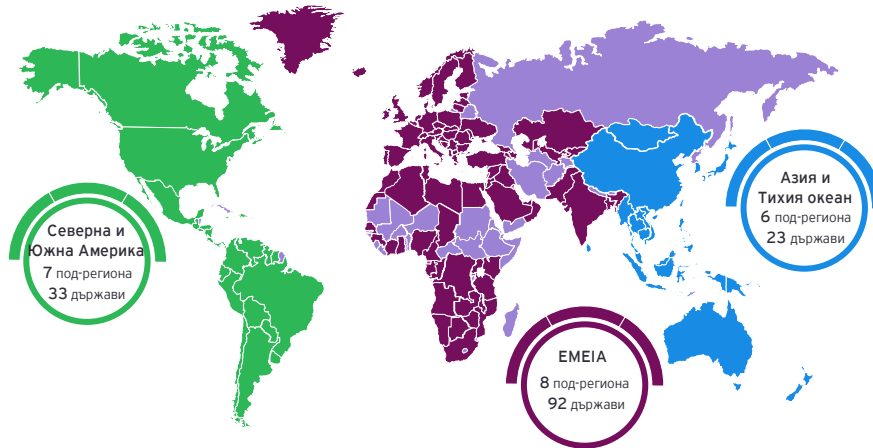 Северна и
Южна Америка
7 под-региона
33 държави
Азия и
Тихия океан
6 под-региона
23 държави
EMEIA
8 под-региона
92 държави